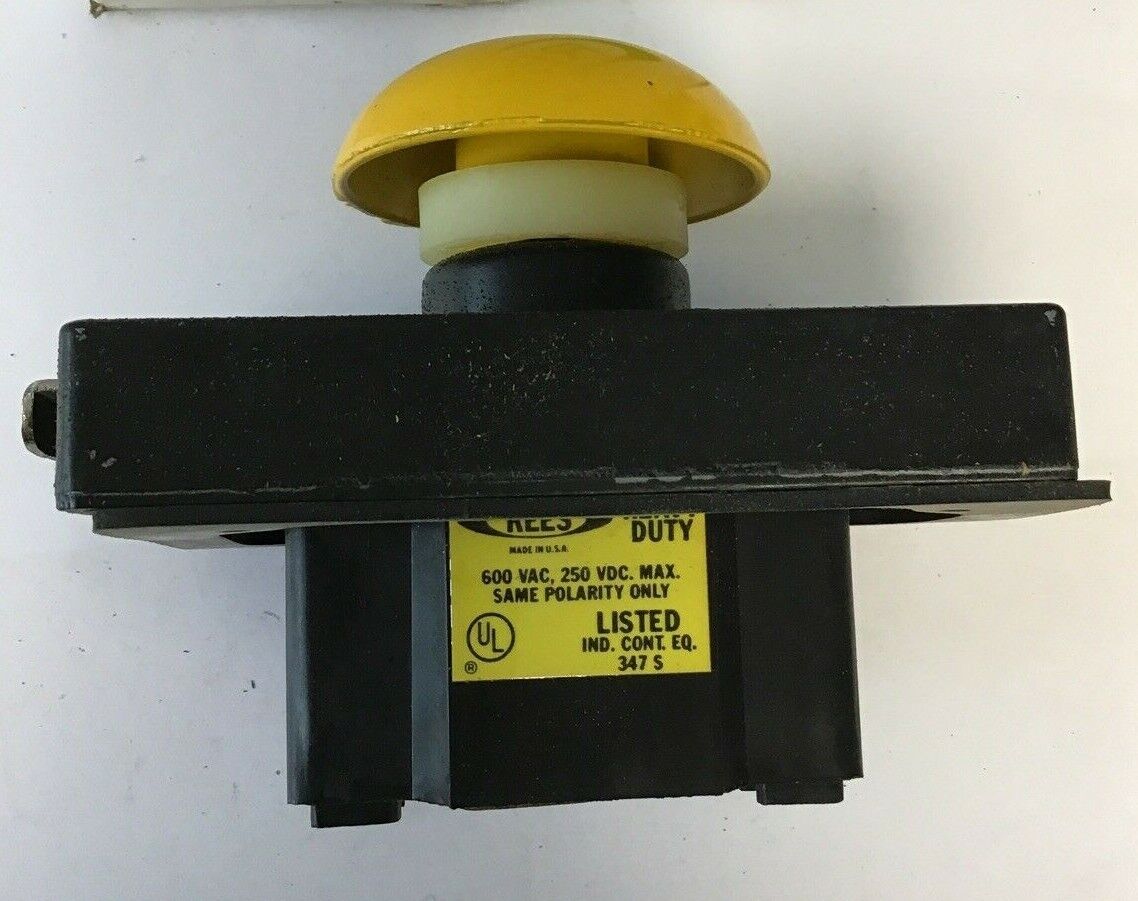 REES
DUTY
MADE IN U.S.A.
600 VAC, 250 VDC. MAX.
SAME POLARITY ONLY
UL
®
LISTED
IND. CONT. EQ.
347 S